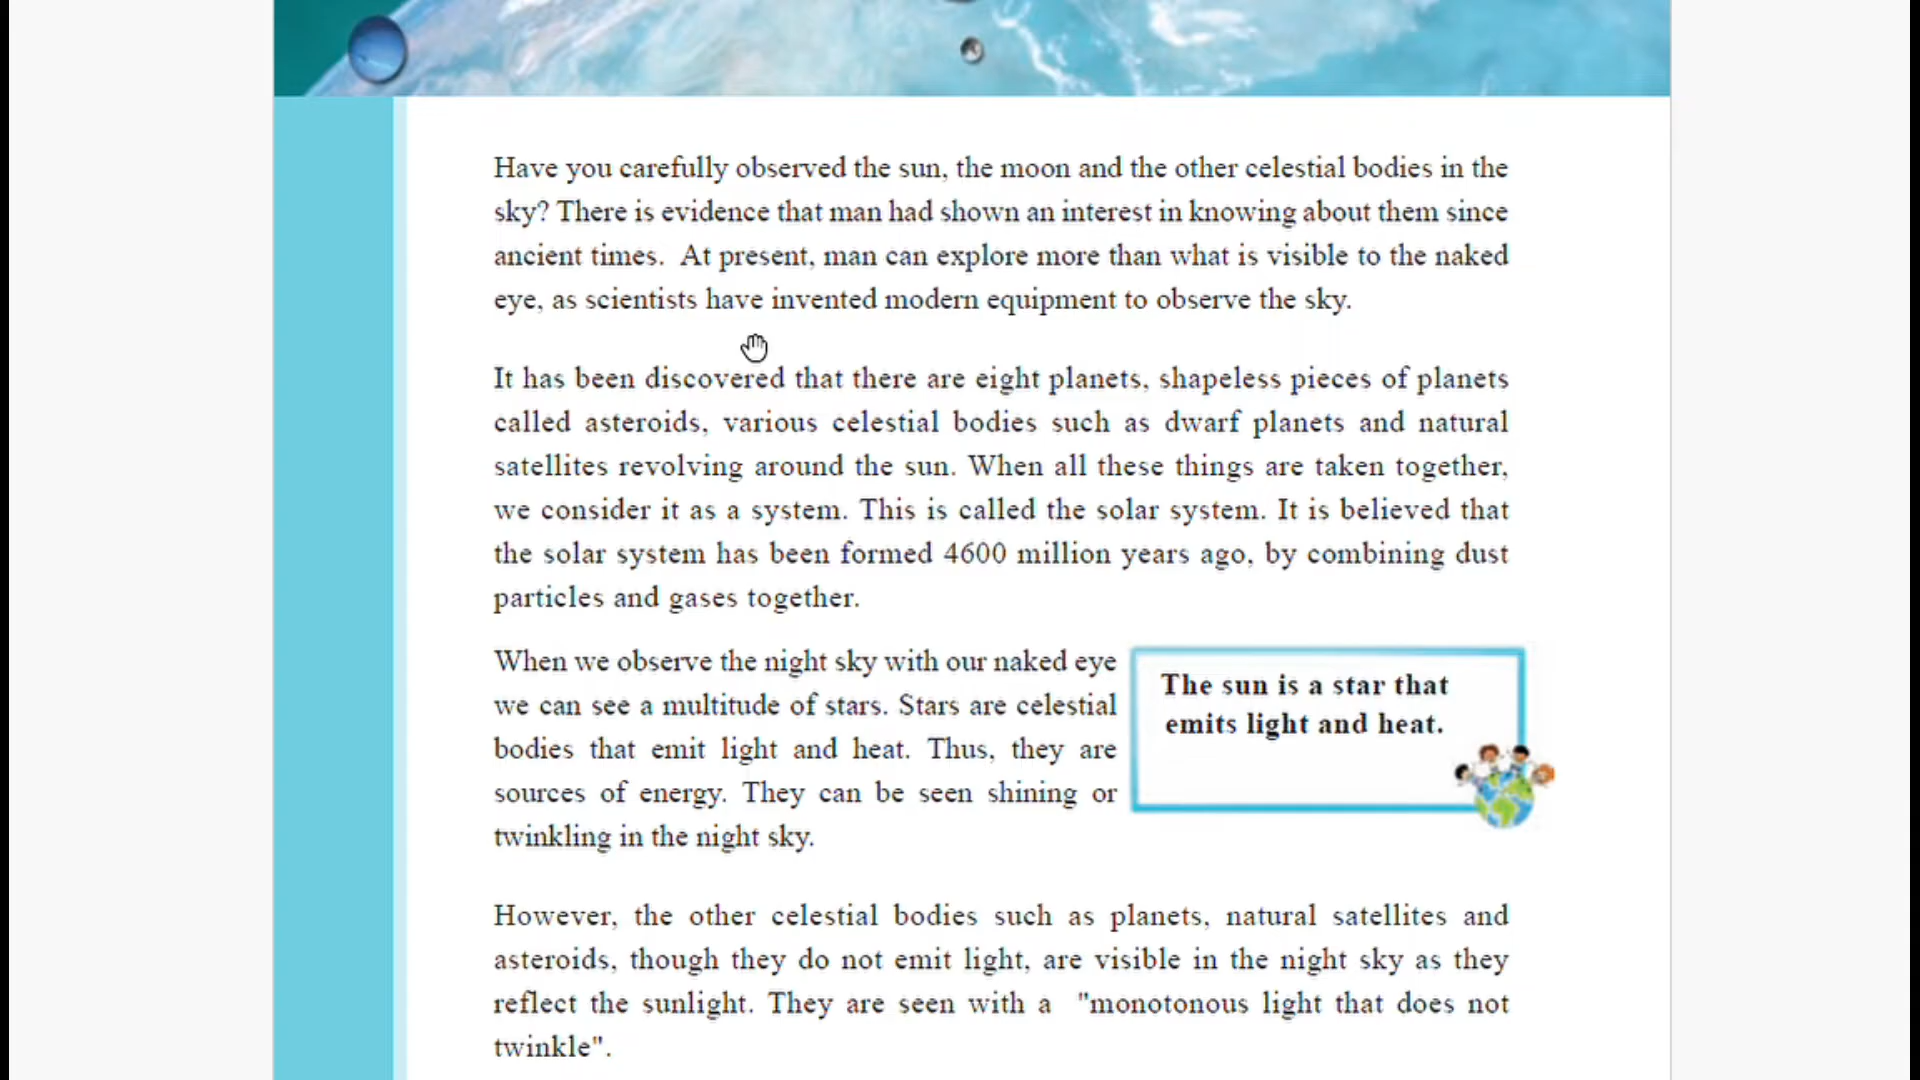 Have you carefully observed the sun, the moon and the other celestial bodies in the
sky? There is evidence that man had shown an interest in knowing about them since
ancient times.  At present, man can explore more than what is visible to the naked
eye, as scientists have invented modern equipment to observe the sky.
It has been discovered that there are eight planets, shapeless pieces of planets
called asteroids, various celestial bodies such as dwarf planets and natural
satellites revolving around the sun. When all these things are taken together,
we consider it as a system. This is called the solar system. It is believed that
the solar system has been formed 4600 million years ago, by combining dust
particles and gases together.
When we observe the night sky with our naked eye
we can see a multitude of stars. Stars are celestial
bodies that emit light and heat. Thus, they are
sources of energy. They can be seen shining or
twinkling in the night sky.
The sun is a star that
emits light and heat.
However, the other celestial bodies such as planets, natural satellites and
asteroids, though they do not emit light, are visible in the night sky as they
reflect the sunlight. They are seen with a  "monotonous light that does not
twinkle".